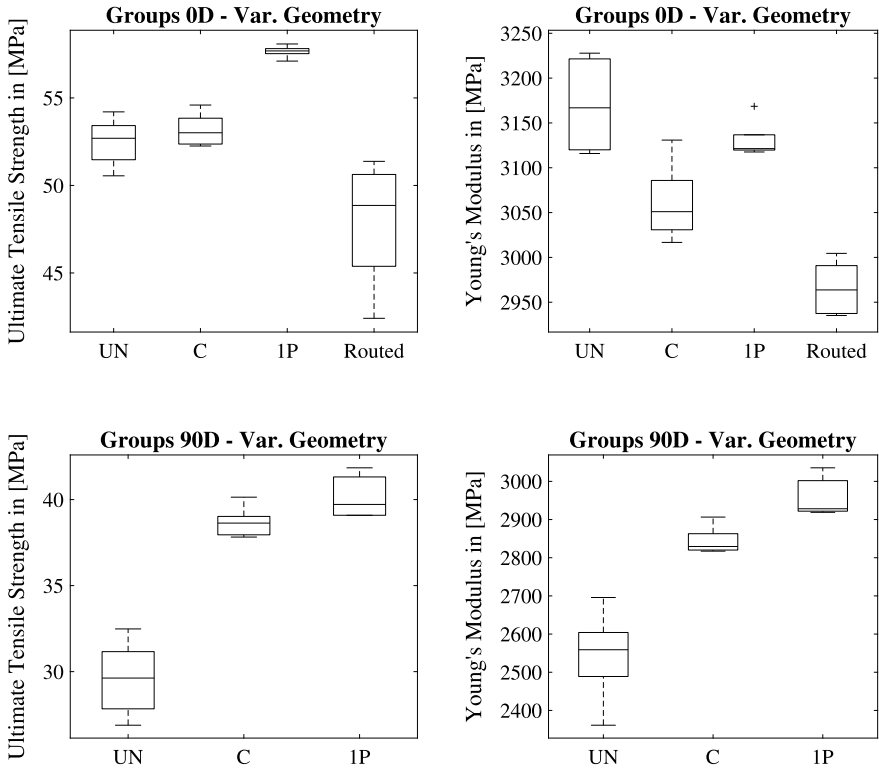 Groups 0D - Var. Geometry
Ultimate Tensile Strength in [MPa]
55
50
45
UN C 1P Routed
Groups 0D - Var. Geometry
Young's Modulus in [MPa]
3250
3200
3150
3100
3050
3000
2950
UN C 1P Routed
Groups 90D - Var. Geometry
Ultimate Tensile Strength in [MPa]
40
35
30
UN C 1P
Groups 90D - Var. Geometry
Young's Modulus in [MPa]
3000
2900
2800
2700
2600
2500
2400
UN C 1P